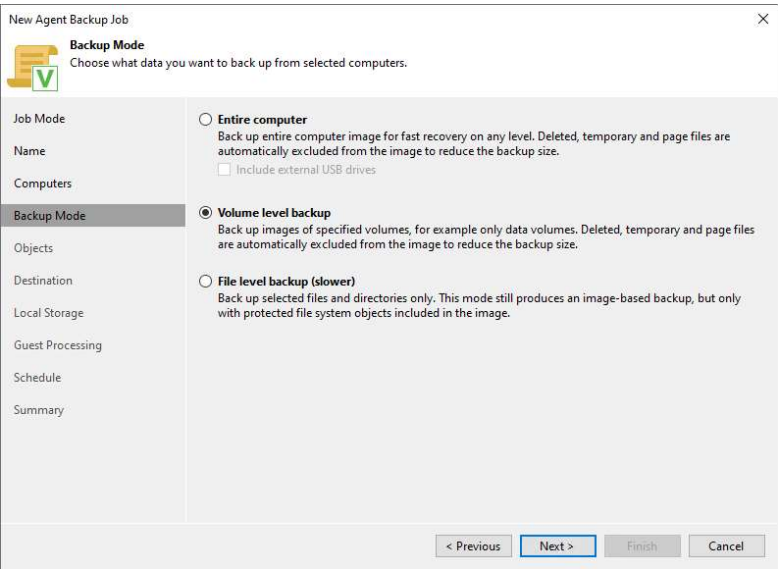 New Agent Backup Job
Backup Mode
Choose what data you want to back up from selected computers.
Job Mode
Name
Computers
Backup Mode
Objects
Destination
Local Storage
Guest Processing
Schedule
Summary
Entire computer
Back up entire computer image for fast recovery on any level. Deleted, temporary and page files are
automatically excluded from the image to reduce the backup size.
Include external USB drives
Volume level backup
Back up images of specified volumes, for example only data volumes. Deleted, temporary and page files
are automatically excluded from the image to reduce the backup size.
File level backup (slower)
Back up selected files and directories only. This mode still produces an image-based backup, but only
with protected file system objects included in the image.
< Previous
Next >
Finish
Cancel